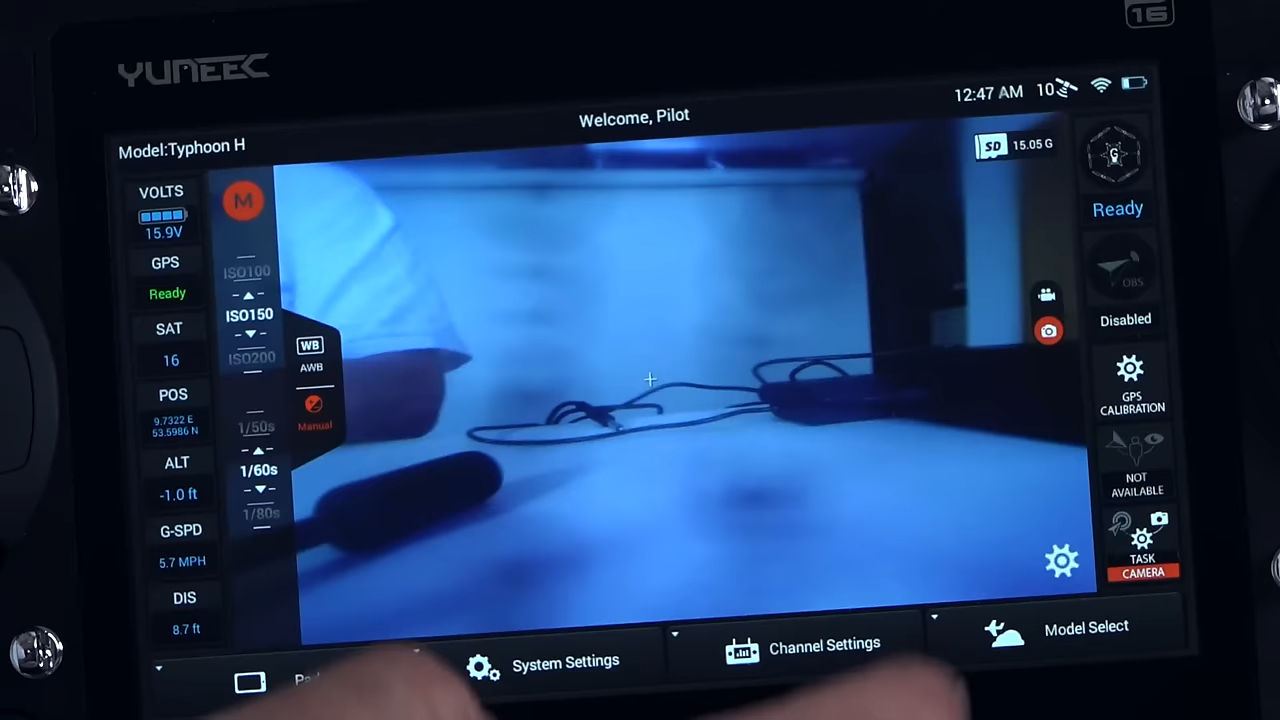 16
YUNEEC
12:47 AM 10
Welcome, Pilot
Model:Typhoon H
SD 15.05 G
VOLTS
15.9V
GPS
Ready
SAT
16
POS
9.7322 E
53.5986 N
ALT
-1.0 ft
G-SPD
5.7 MPH
DIS
8.7 ft
M
ISO100
ISO150
ISO200
1/50s
1/60s
1/80s
WB
AWB
Manual
G
Ready
OBS
Disabled
GPS
CALIBRATION
NOT
AVAILABLE
TASK
CAMERA
System Settings
Channel Settings
Model Select